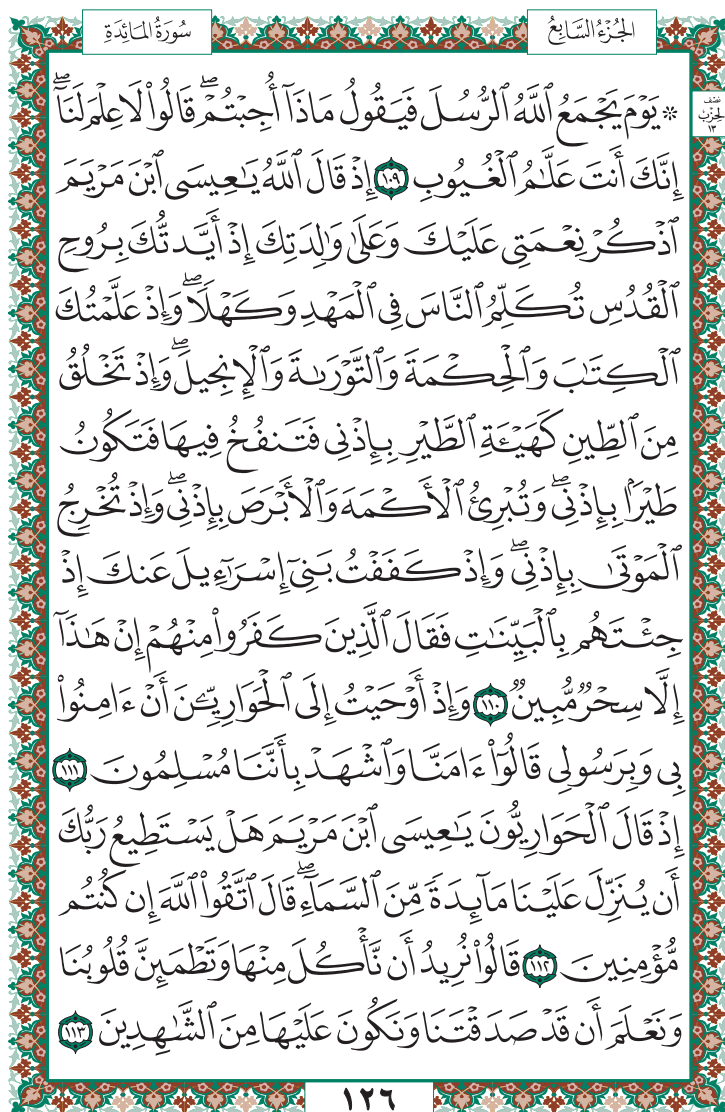 الجُزْءُ السَّابِعُ
سُورَةُ المَائِدَةِ
نِصْف
الحِزْبِ
١٣
۞ يَوْمَ يَجْمَعُ ٱللَّهُ ٱلرُّسُلَ فَيَقُولُ مَاذَآ أُجِبْتُمْۖ قَالُوا۟ لَا عِلْمَ لَنَآۖ
إِنَّكَ أَنتَ عَلَّٰمُ ٱلْغُيُوبِ ١٠٩ إِذْ قَالَ ٱللَّهُ يَٰعِيسَى ٱبْنَ مَرْيَمَ
ٱذْكُرْ نِعْمَتِى عَلَيْكَ وَعَلَىٰ وَٰلِدَتِكَ إِذْ أَيَّدتُّكَ بِرُوحِ
ٱلْقُدُسِ تُكَلِّمُ ٱلنَّاسَ فِى ٱلْمَهْدِ وَكَهْلًاۖ وَإِذْ عَلَّمْتُكَ
ٱلْكِتَٰبَ وَٱلْحِكْمَةَ وَٱلتَّوْرَىٰةَ وَٱلْإِنجِيلَۖ وَإِذْ تَخْلُقُ
مِنَ ٱلطِّينِ كَهَيْـَٔةِ ٱلطَّيْرِ بِإِذْنِى فَتَنفُخُ فِيهَا فَتَكُونُ
طَيْرًۢا بِإِذْنِىۖ وَتُبْرِئُ ٱلْأَكْمَهَ وَٱلْأَبْرَصَ بِإِذْنِىۖ وَإِذْ تُخْرِجُ
ٱلْمَوْتَىٰ بِإِذْنِىۖ وَإِذْ كَفَفْتُ بَنِىٓ إِسْرَٰٓءِيلَ عَنكَ إِذْ
جِئْتَهُم بِٱلْبَيِّنَٰتِ فَقَالَ ٱلَّذِينَ كَفَرُوا۟ مِنْهُمْ إِنْ هَٰذَآ
إِلَّا سِحْرٌ مُّبِينٌ ١١٠ وَإِذْ أَوْحَيْتُ إِلَى ٱلْحَوَارِيِّـۧنَ أَنْ ءَامِنُوا۟
بِى وَبِرَسُولِى قَالُوٓا۟ ءَامَنَّا وَٱشْهَدْ بِأَنَّنَا مُسْلِمُونَ ١١١
إِذْ قَالَ ٱلْحَوَارِيُّونَ يَٰعِيسَى ٱبْنَ مَرْيَمَ هَلْ يَسْتَطِيعُ رَبُّكَ
أَن يُنَزِّلَ عَلَيْنَا مَآئِدَةً مِّنَ ٱلسَّمَآءِۖ قَالَ ٱتَّقُوا۟ ٱللَّهَ إِن كُنتُم
مُّؤْمِنِينَ ١١٢ قَالُوا۟ نُرِيدُ أَن نَّأْكُلَ مِنْهَا وَتَطْمَئِنَّ قُلُوبُنَا
وَنَعْلَمَ أَن قَدْ صَدَقْتَنَا وَنَكُونَ عَلَيْهَا مِنَ ٱلشَّٰهِدِينَ ١١٣
١٢٦